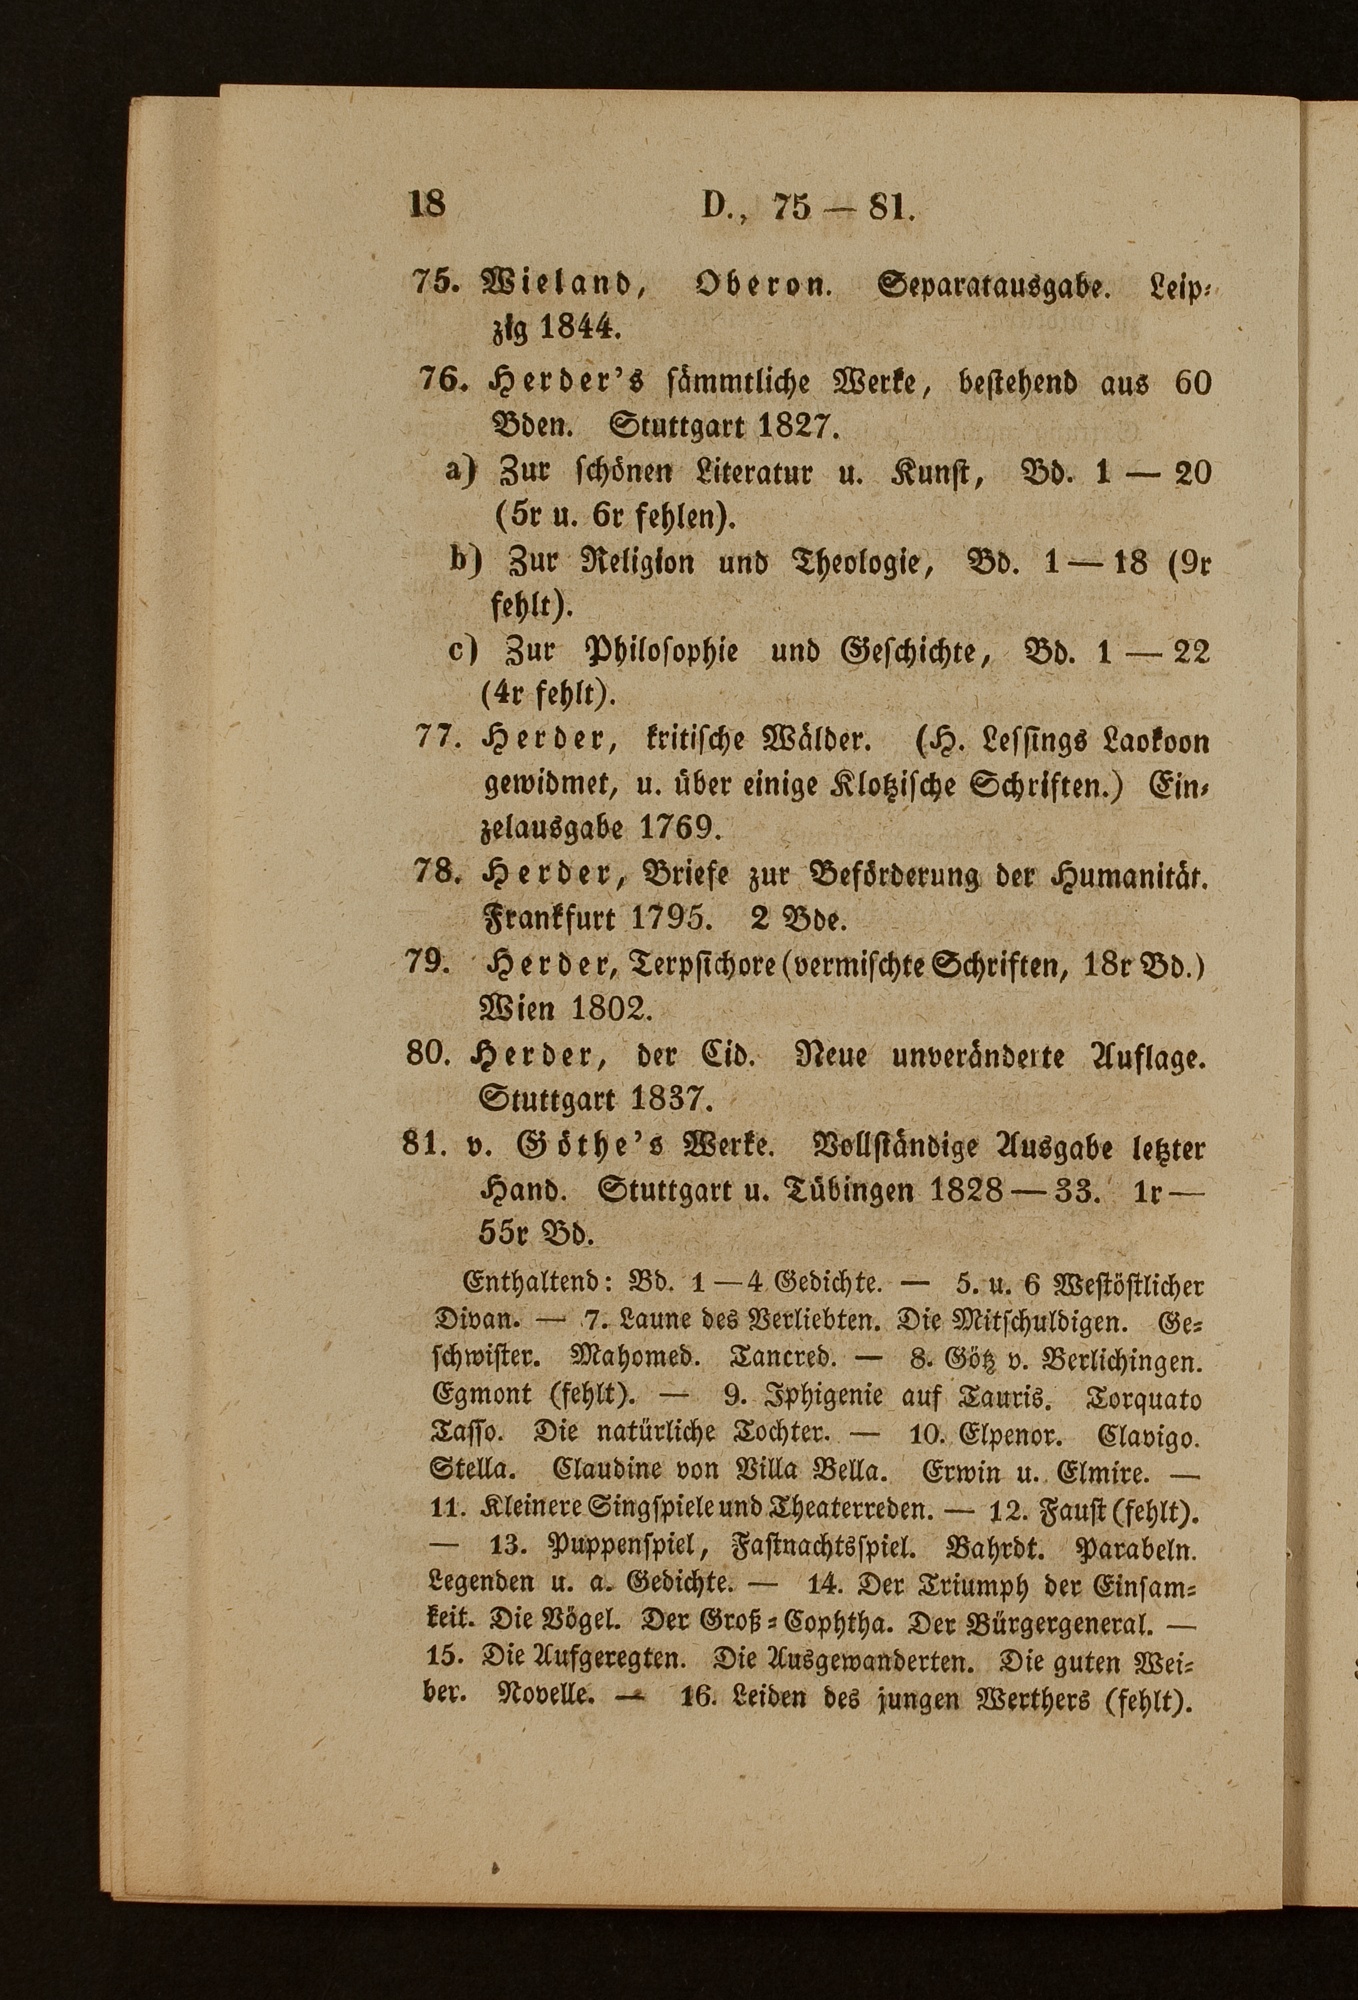 18 D., 75 — 81.
75. Wieland, Oberon. Separatausgabe. Leip-
zig 1844.
76. Herder's sämmtliche Werke, bestehend aus 60
Bden. Stuttgart 1827.
a) Zur schönen Literatur u. Kunst, Bd. 1 — 20
(5r u. 6r fehlen).
b) Zur Religion und Theologie, Bd. 1 — 18 (9r
fehlt).
c) Zur Philosophie und Geschichte, Bd. 1 — 22
(4r fehlt).
77. Herder, kritische Wälder. (H. Lessings Laokoon
gewidmet, u. über einige Klotzische Schriften.) Ein-
zelausgabe 1769.
78. Herder, Briefe zur Beförderung der Humanität.
Frankfurt 1795. 2 Bde.
79. Herder, Terpsichore (vermischte Schriften, 18r Bd.)
Wien 1802.
80. Herder, der Cid. Neue unveränderte Auflage.
Stuttgart 1837.
81. v. Göthe's Werke. Vollständige Ausgabe letzter
Hand. Stuttgart u. Tübingen 1828 — 33. 1r —
55r Bd.
Enthaltend: Bd. 1 — 4 Gedichte. — 5. u. 6 Westöstlicher
Divan. — 7. Laune des Verliebten. Die Mitschuldigen. Ge-
schwister. Mahomed. Tancred. — 8. Götz v. Berlichingen.
Egmont (fehlt). — 9. Iphigenie auf Tauris. Torquato
Tasso. Die natürliche Tochter. — 10. Elpenor. Clavigo.
Stella. Claudine von Villa Bella. Erwin u. Elmire. —
11. Kleinere Singspiele und Theaterreden. — 12. Faust (fehlt).
— 13. Puppenspiel, Fastnachtsspiel. Bahrdt. Parabeln.
Legenden u. a. Gedichte. — 14. Der Triumph der Einsam-
keit. Die Vögel. Der Groß-Cophtha. Der Bürgergeneral. —
15. Die Aufgeregten. Die Ausgewanderten. Die guten Wei-
ber. Novelle. — 16. Leiden des jungen Werthers (fehlt).